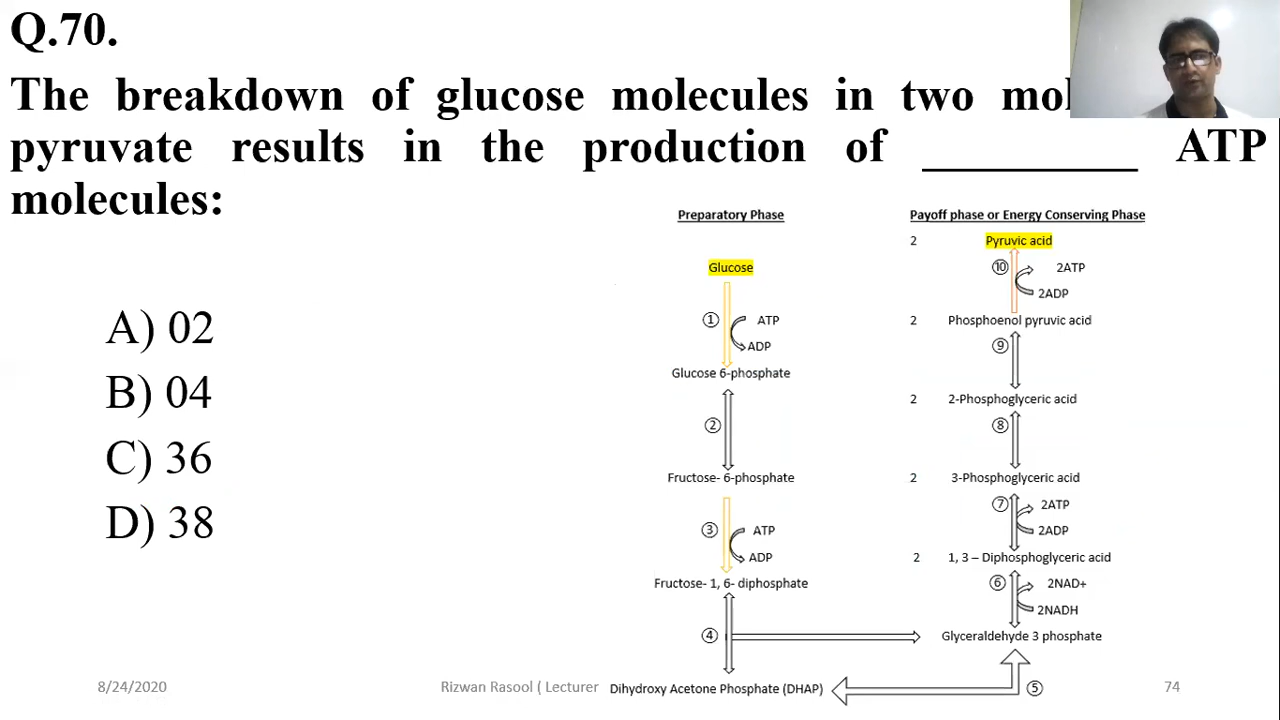 Q.70.
The breakdown of glucose molecules in two
pyruvate results in the production of __________ ATP
molecules:
A) 02
B) 04
C) 36
D) 38
Preparatory Phase
Glucose
1
ATP
ADP
Glucose 6-phosphate
2
Fructose- 6-phosphate
3
ATP
ADP
Fructose- 1, 6- diphosphate
4
Dihydroxy Acetone Phosphate (DHAP)
Payoff phase or Energy Conserving Phase
2 Pyruvic acid
10
2ATP
2ADP
2 Phosphoenol pyruvic acid
9
2 2-Phosphoglyceric acid
8
2 3-Phosphoglyceric acid
7
2ATP
2ADP
2 1, 3 – Diphosphoglyceric acid
6
2NAD+
2NADH
Glyceraldehyde 3 phosphate
5
8/24/2020
Rizwan Rasool ( Lecturer
74